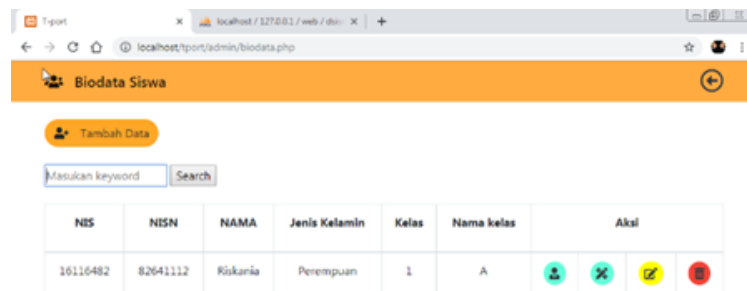 T-port
localhost / 127.0.0.1 / web / dsis
localhost/tport/admin/biodata.php
Biodata Siswa
Tambah Data
Masukan keyword Search
NIS NISN NAMA Jenis Kelamin Kelas Nama kelas Aksi
16116482 82641112 Riskania Perempuan 1 A